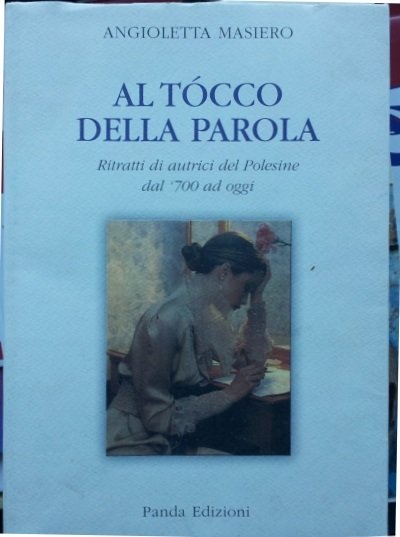 ANGIOLETTA MASIERO
AL TÓCCO
DELLA PAROLA
Ritratti di autrici del Polesine
dal '700 ad oggi
Panda Edizioni